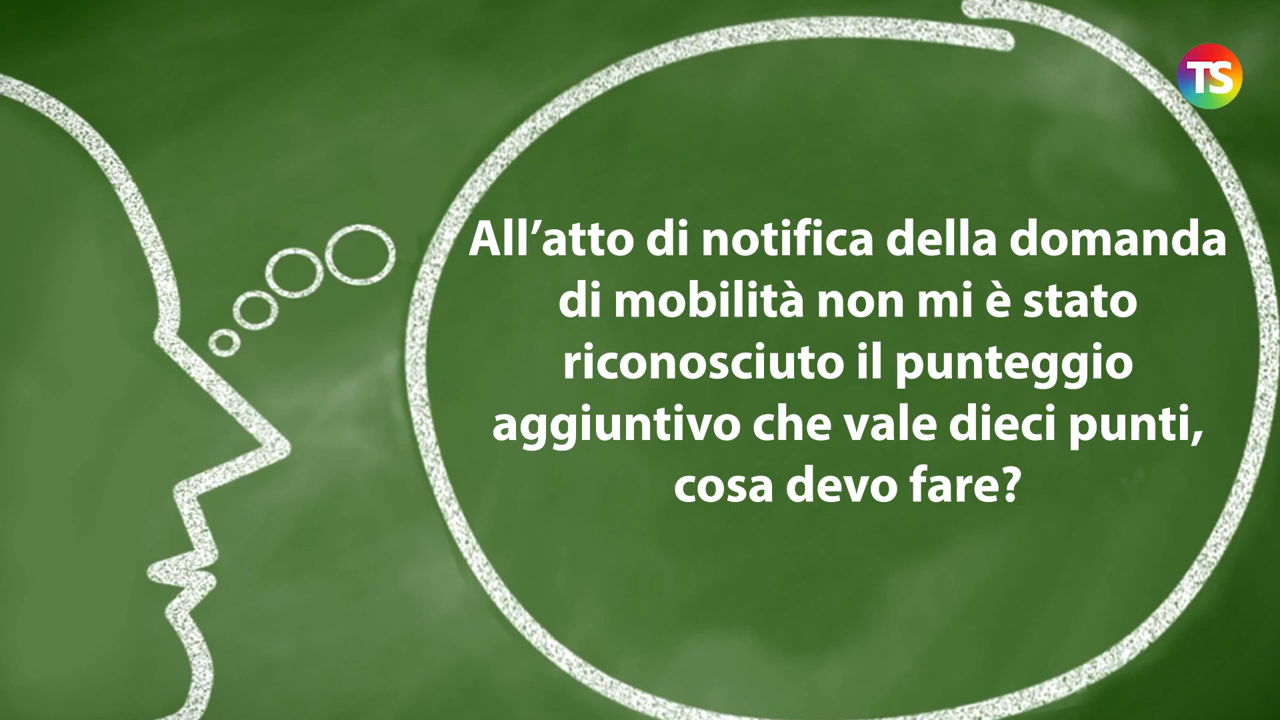 TS
All’atto di notifica della domanda
di mobilità non mi è stato
riconosciuto il punteggio
aggiuntivo che vale dieci punti,
cosa devo fare?